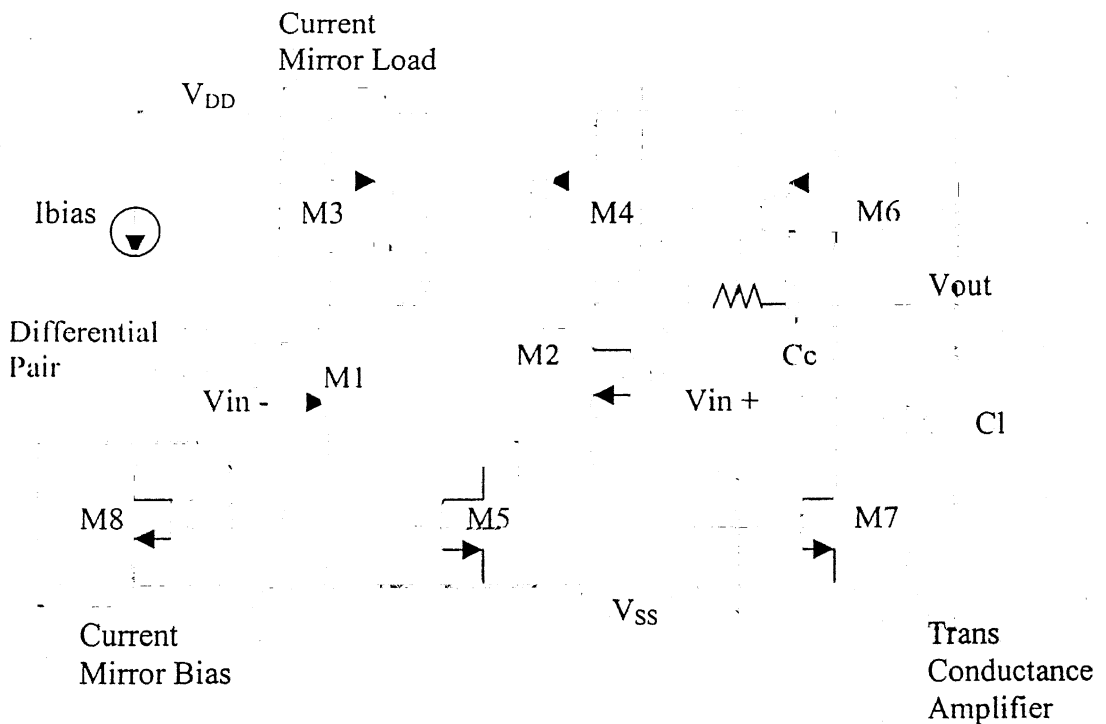 Current
Mirror Load
VDD
Ibias
M3
M4
M6
Vout
Differential
Pair
M2
Cc
M1
Vin -
Vin +
Cl
M8
M5
M7
VSS
Current
Mirror Bias
Trans
Conductance
Amplifier